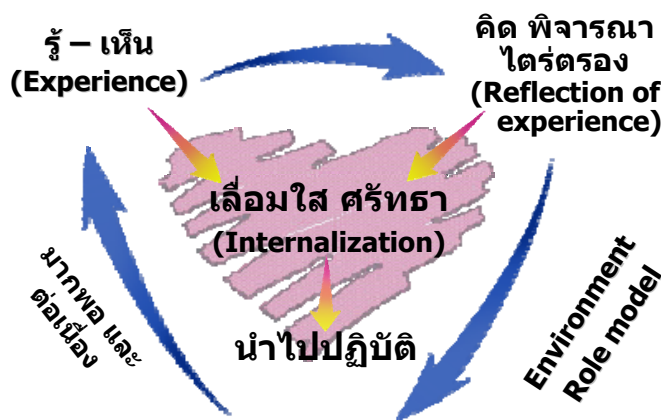 รู้ – เห็น
(Experience)
คิด พิจารณา
ไตร่ตรอง
(Reflection of
experience)
เลื่อมใส ศรัทธา
(Internalization)
นำไปปฏิบัติ
Environment
Role model
มากพอ และ
ต่อเนื่อง